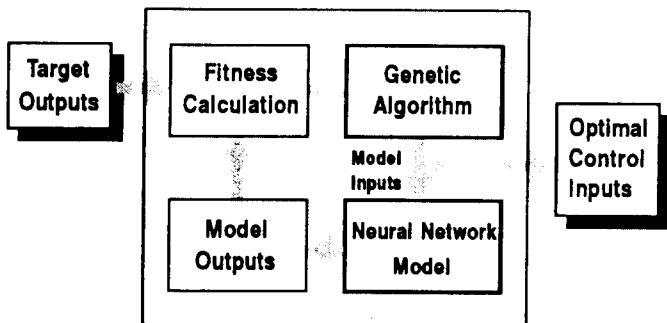 Target
Outputs
Fitness
Calculation
Genetic
Algorithm
Model
Inputs
Optimal
Control
Inputs
Model
Outputs
Neural Network
Model